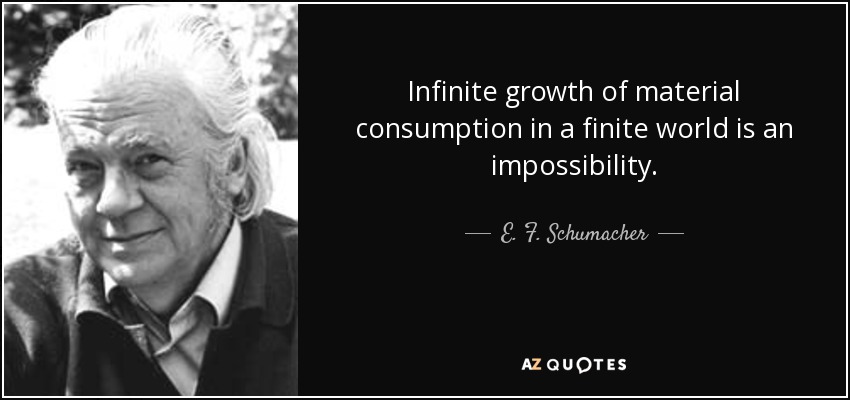 Infinite growth of material
consumption in a finite world is an
impossibility.
E. F. Schumacher
AZ QUOTES